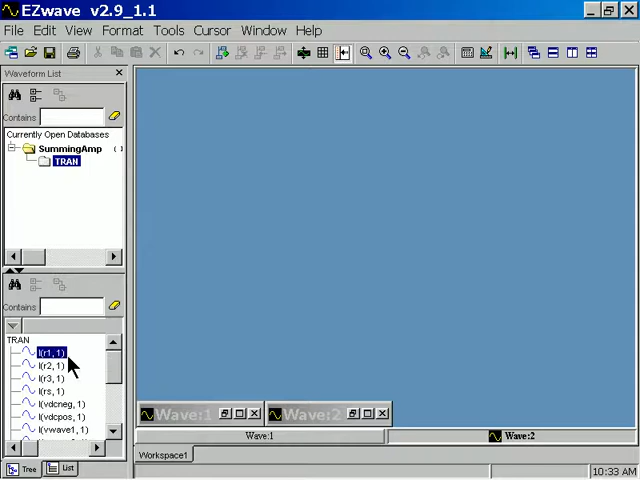 EZwave v2.9_1.1
File Edit View Format Tools Cursor Window Help
Waveform List
Contains
Currently Open Databases
SummingAmp ( )
TRAN
Contains
TRAN
I(r1, 1)
I(r2, 1)
I(r3, 1)
I(rs, 1)
I(vdcneg, 1)
I(vdcpos, 1)
I(vwave1, 1)
Wave:1 Wave:2
Wave:1 Wave:2
Workspace1
Tree List
10:33 AM